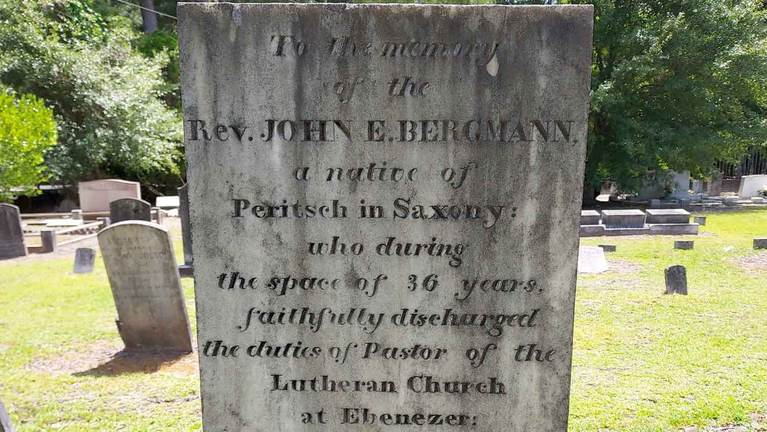 To the memory
of the
Rev. JOHN E. BERGMANN,
a native of
Peritsch in Saxony:
who during
the space of 36 years,
faithfully discharged
the duties of Pastor of the
Lutheran Church
at Ebenezer: